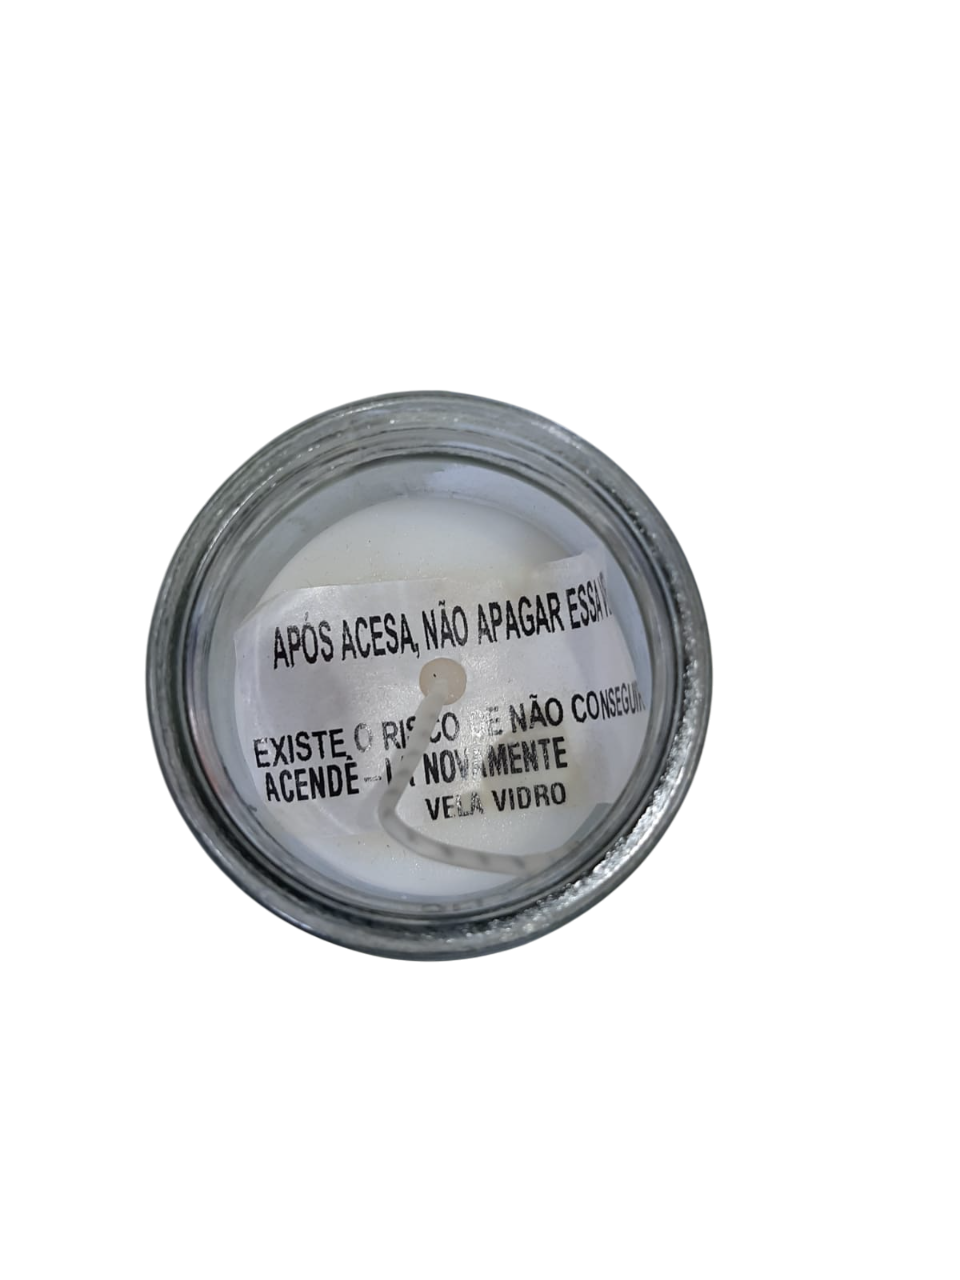 APÓS ACESA, NÃO APAGAR ESSA
EXISTE O RISCO DE NÃO CONSEGUIR
ACENDÊ-LA NOVAMENTE
VELA VIDRO